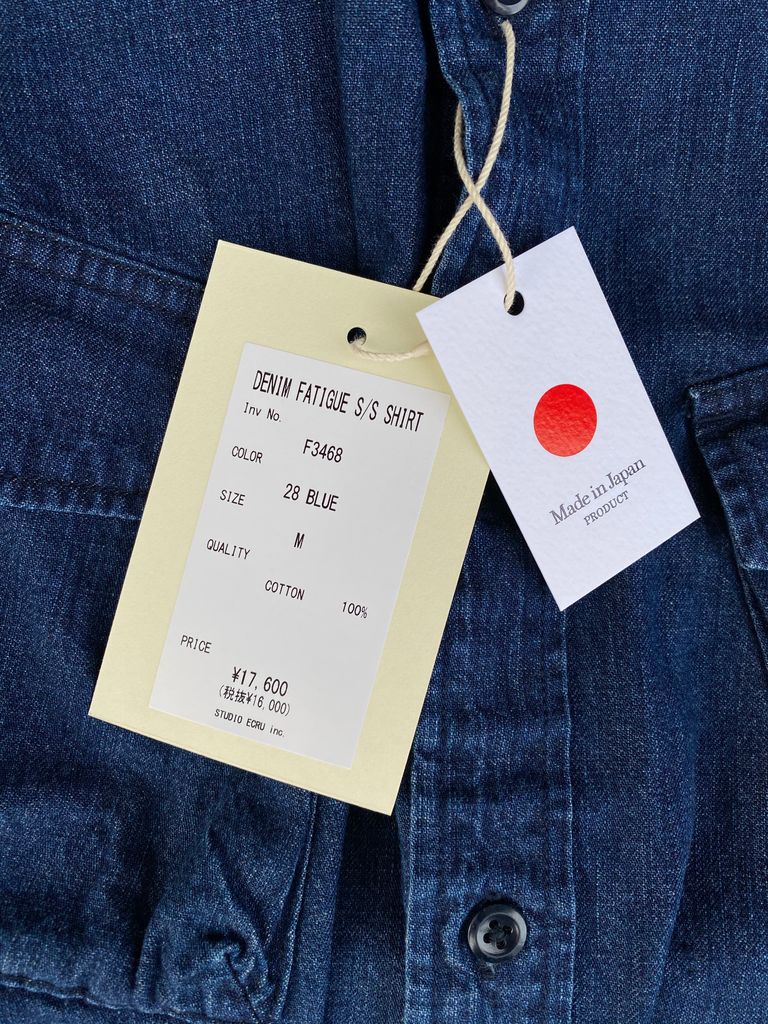 DENIM FATIGUE S/S SHIRT
Inv No.
F3468
COLOR
28 BLUE
SIZE
M
QUALITY
COTTON 100%
PRICE
¥17,600
(税抜¥16,000)
STUDIO ECRU inc.
Made in Japan
PRODUCT